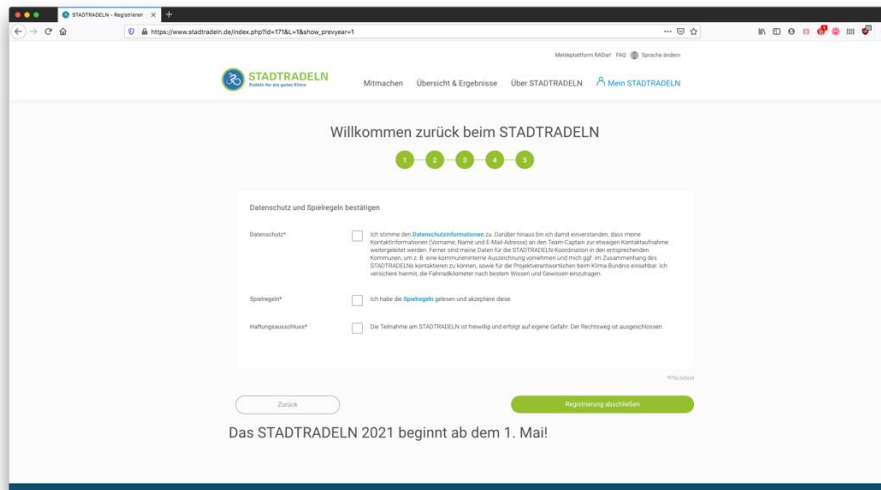 STADTRADELN - Registrieren
https://www.stadtradeln.de/index.php?id=171&L=1&show_prevyear=1
Meldeplattform RADar! FAQ Sprache ändern
STADTRADELN
Radeln für ein gutes Klima
Mitmachen Übersicht & Ergebnisse Über STADTRADELN Mein STADTRADELN
Willkommen zurück beim STADTRADELN
1 2 3 4 5
Datenschutz und Spielregeln bestätigen
Datenschutz*
Ich stimme den Datenschutzinformationen zu. Darüber hinaus bin ich damit einverstanden, dass meine
Kontaktinformationen (Vorname, Name und E-Mail-Adresse) an den Team-Captain zur etwaigen Kontaktaufnahme
weitergeleitet werden. Ferner sind meine Daten für die STADTRADELN-Koordination in den entsprechenden
Kommunen, um z. B. eine kommuneninterne Auszeichnung vornehmen und mich ggf. im Zusammenhang des
STADTRADELNs kontaktieren zu können, sowie für die Projektverantwortlichen beim Klima-Bündnis einsehbar. Ich
versichere hiermit, die Fahrradkilometer nach bestem Wissen und Gewissen einzutragen.
Spielregeln*
Ich habe die Spielregeln gelesen und akzeptiere diese
Haftungsausschluss*
Die Teilnahme am STADTRADELN ist freiwillig und erfolgt auf eigene Gefahr. Der Rechtsweg ist ausgeschlossen.
*Pflichtfeld
Zurück
Registrierung abschließen
Das STADTRADELN 2021 beginnt ab dem 1. Mai!